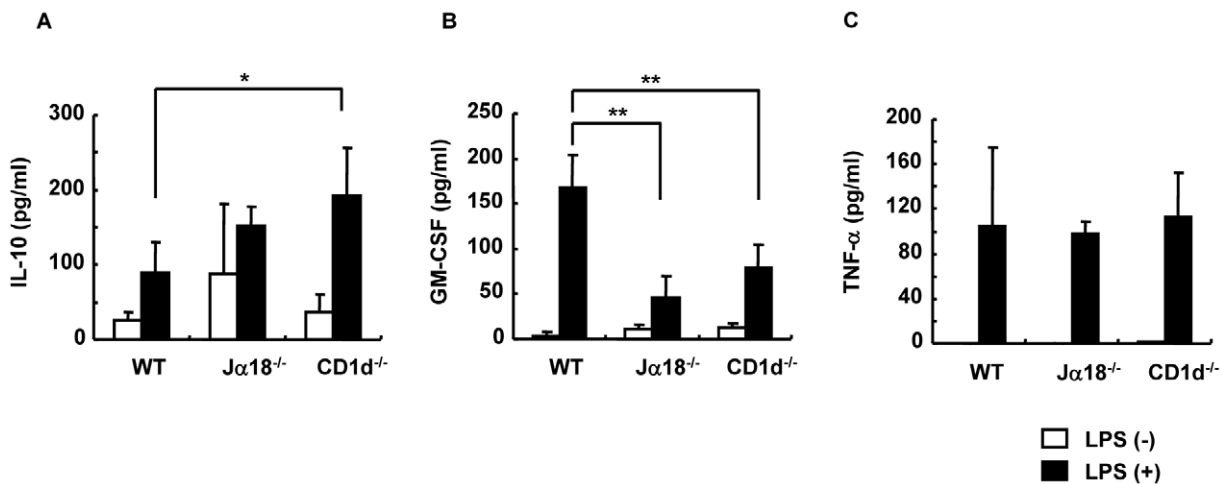 A
B
C
*
**
**
IL-10 (pg/ml)
300
200
100
0
WT
Jα18-/-
CD1d-/-
GM-CSF (pg/ml)
250
200
150
100
50
0
WT
Jα18-/-
CD1d-/-
TNF-α (pg/ml)
200
160
120
80
40
0
WT
Jα18-/-
CD1d-/-
LPS (-)
LPS (+)